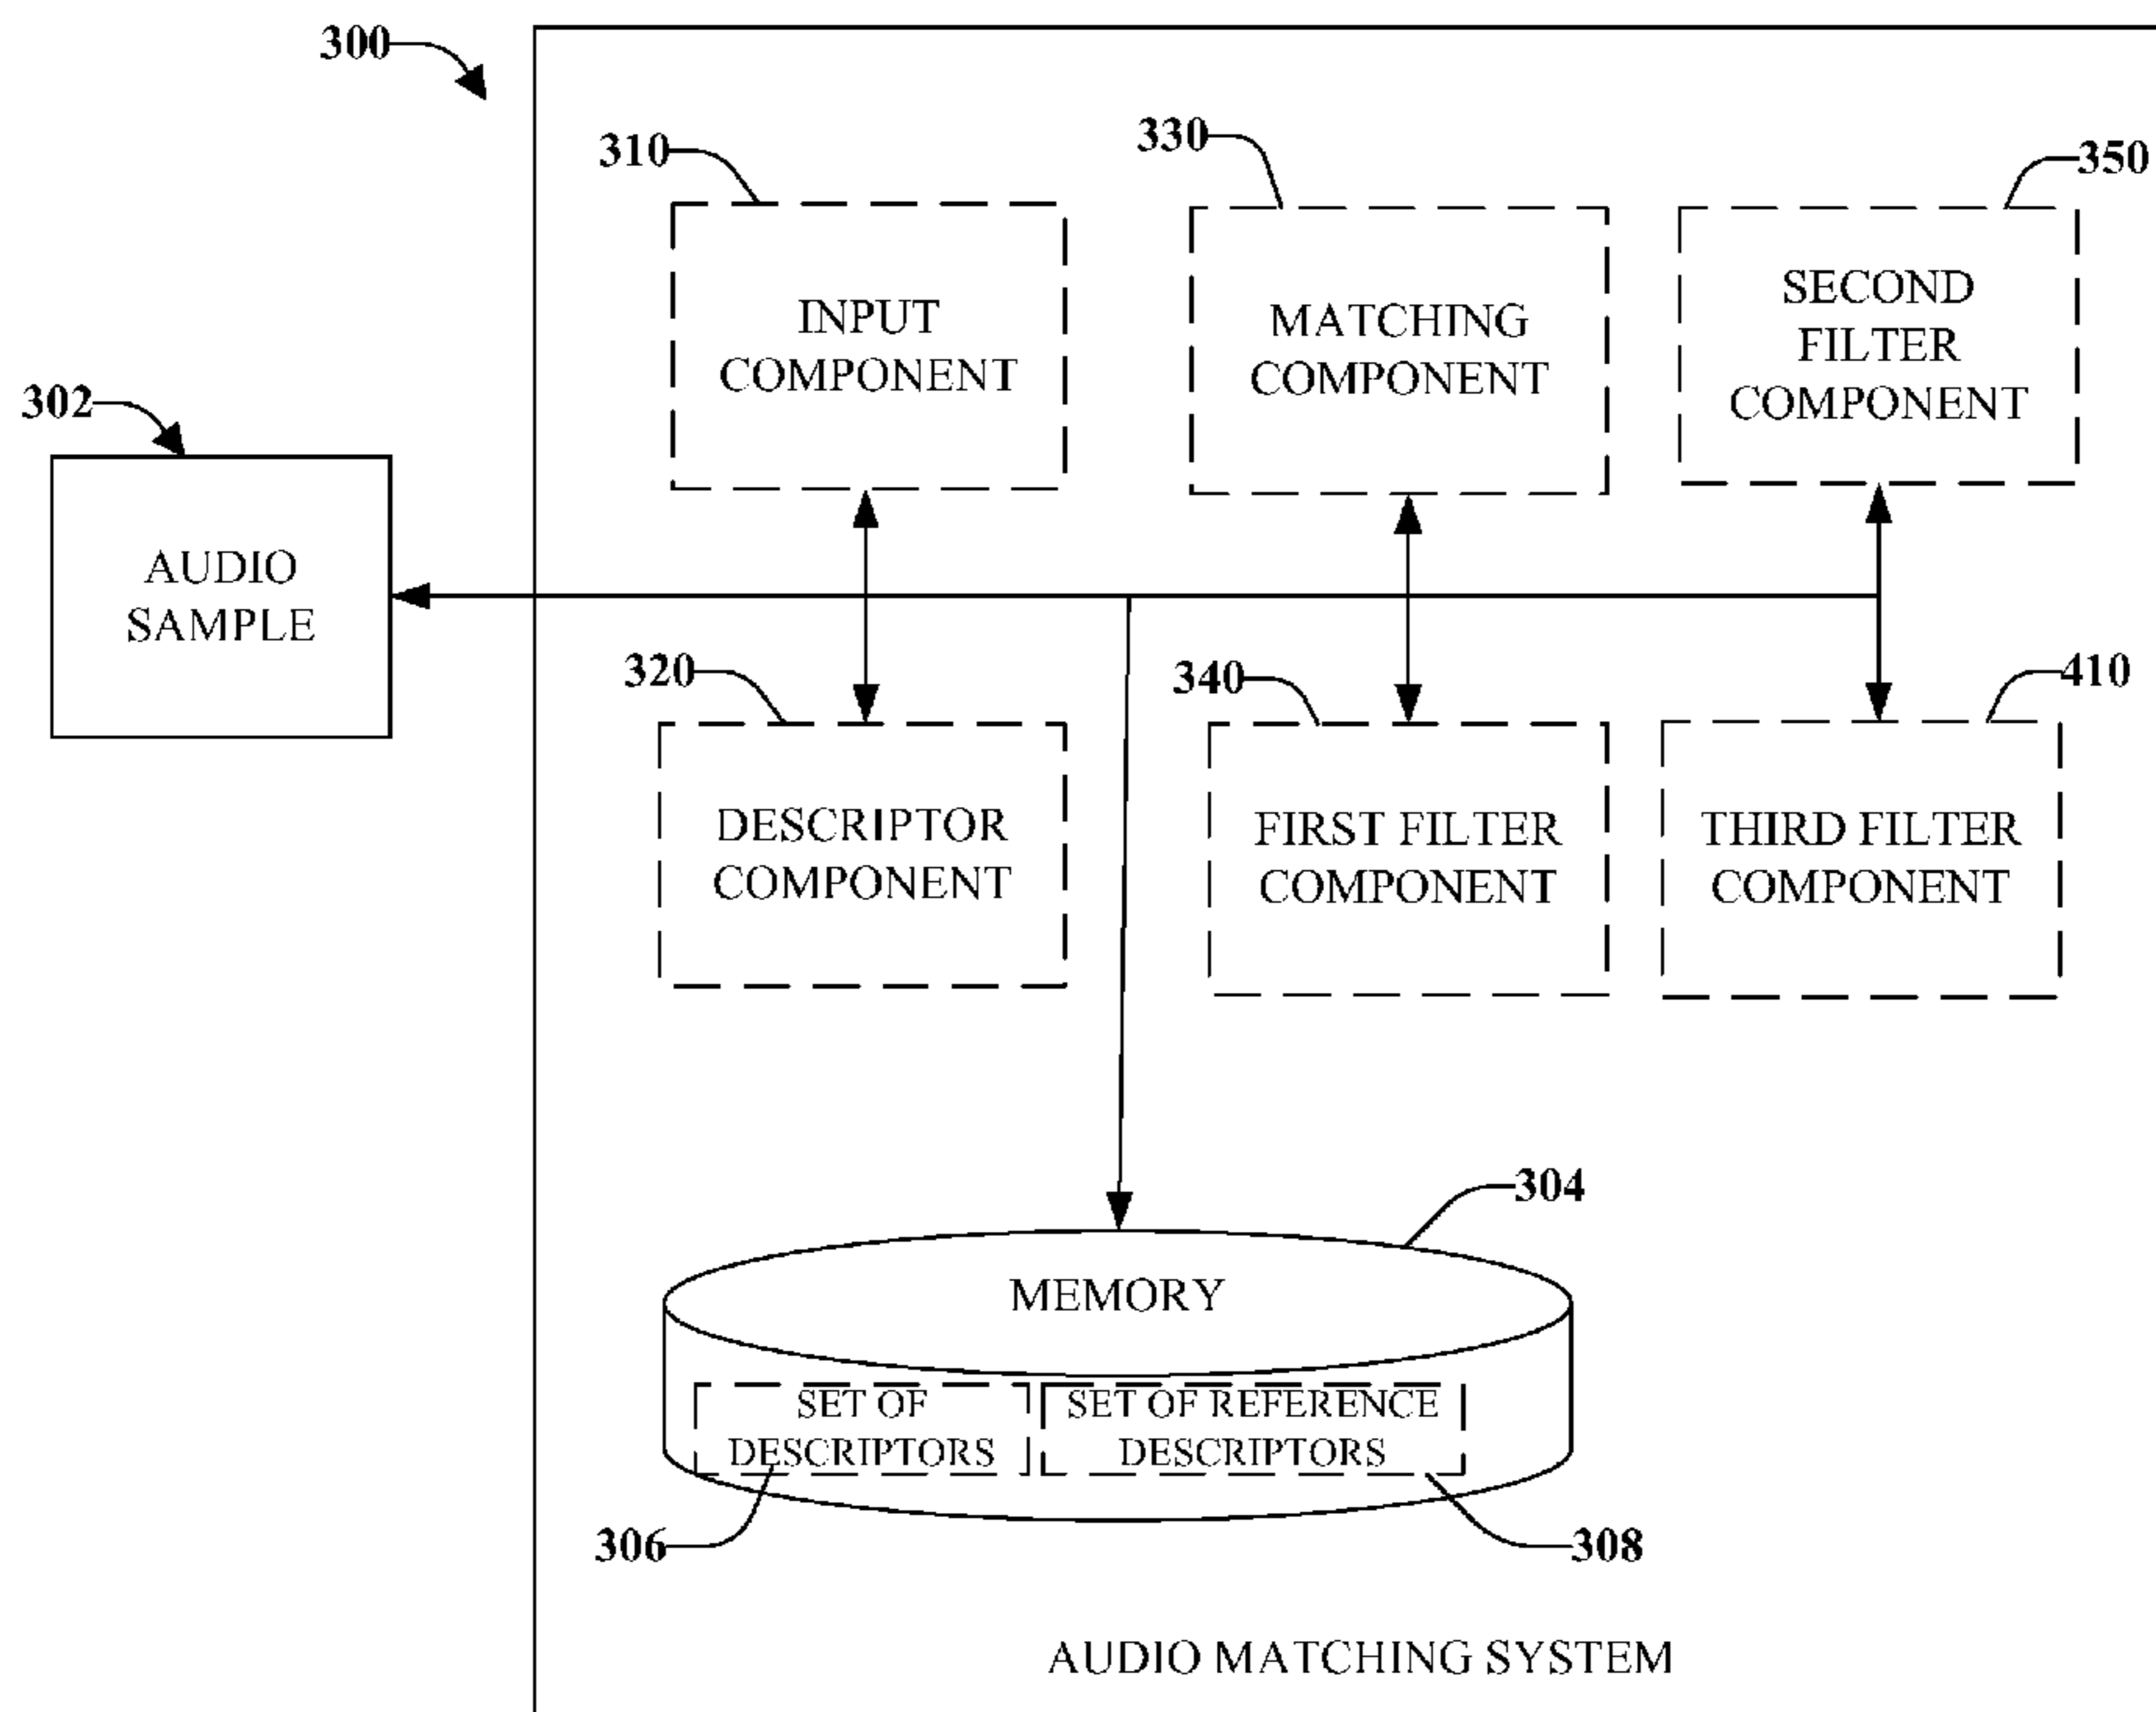 300
310
330
350
INPUT
COMPONENT
MATCHING
COMPONENT
SECOND
FILTER
COMPONENT
302
AUDIO
SAMPLE
320
340
410
DESCRIPTOR
COMPONENT
FIRST FILTER
COMPONENT
THIRD FILTER
COMPONENT
304
MEMORY
SET OF
DESCRIPTORS
SET OF REFERENCE
DESCRIPTORS
306
308
AUDIO MATCHING SYSTEM